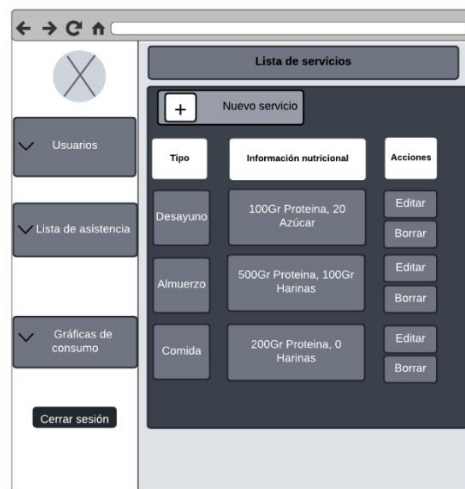 Lista de servicios
+ Nuevo servicio
Usuarios
Lista de asistencia
Gráficas de
consumo
Cerrar sesión
Tipo
Información nutricional
Acciones
Desayuno
100Gr Proteina, 20
Azúcar
Editar
Borrar
Almuerzo
500Gr Proteina, 100Gr
Harinas
Editar
Borrar
Comida
200Gr Proteina, 0
Harinas
Editar
Borrar